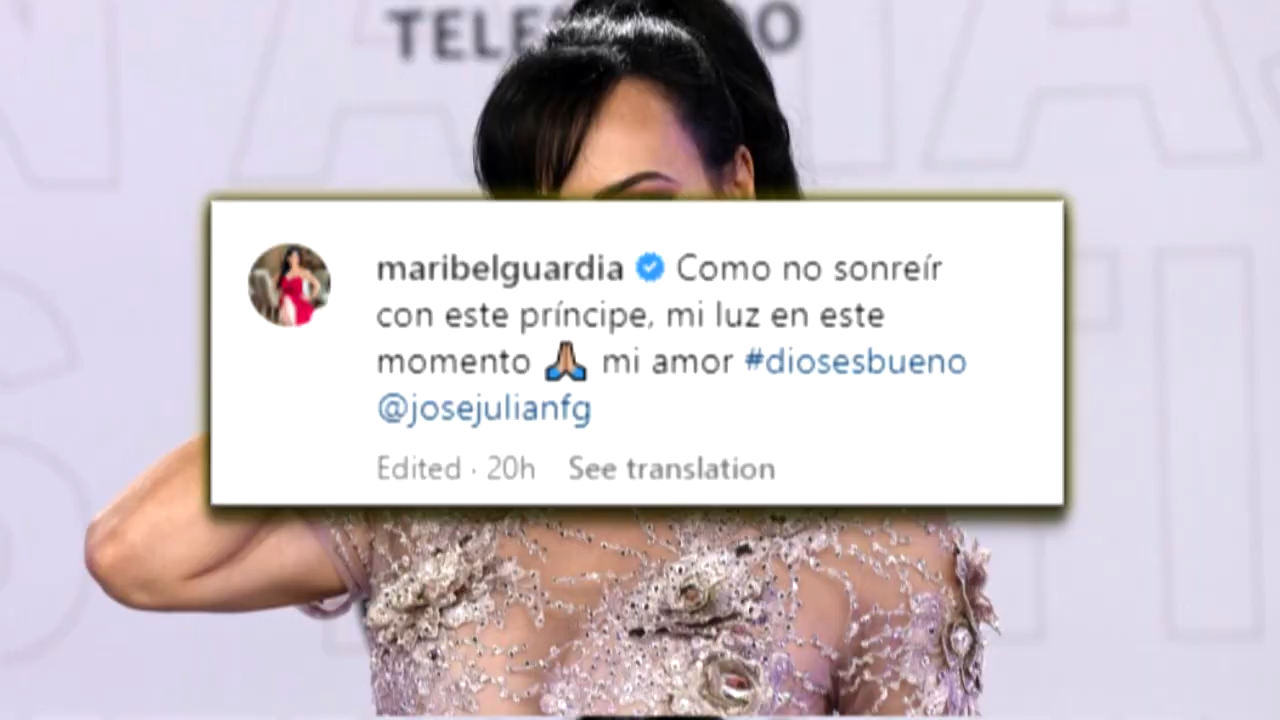 TELE
O
maribelguardia Como no sonreír
con este príncipe, mi luz en este
momento 🙏🏽 mi amor #diosesbueno
@josejulianfg
Edited · 20h See translation